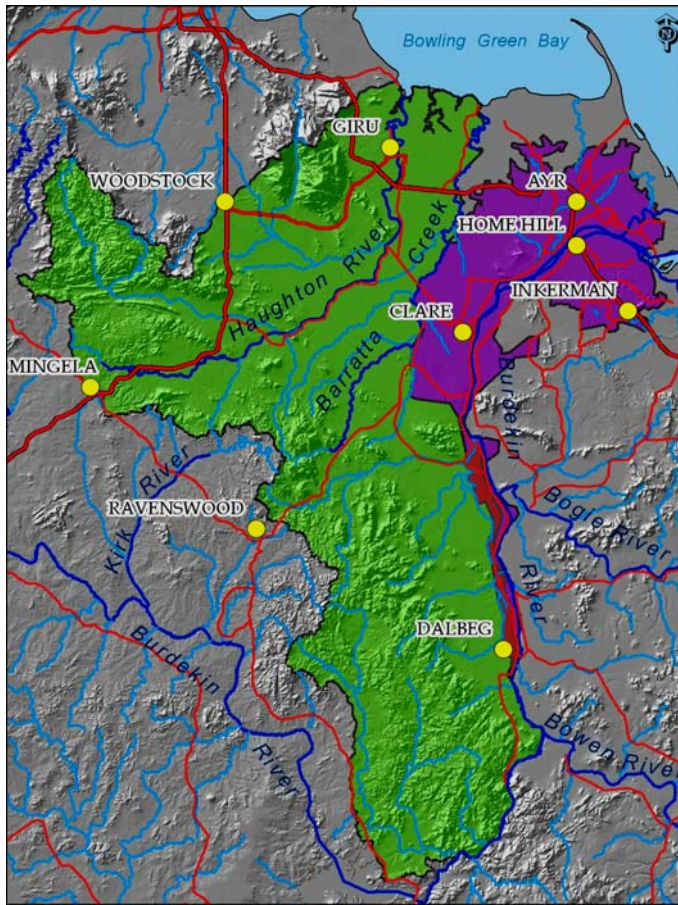 Bowling Green Bay
N
GIRU
WOODSTOCK
AYR
HOME HILL
Creek
Haughton River
INKERMAN
CLARE
MINGELA
Barratta
Burdekin
River
Kirk
RAVENSWOOD
Bogie River
River
DALBEG
Burdekin
Bowen River
River